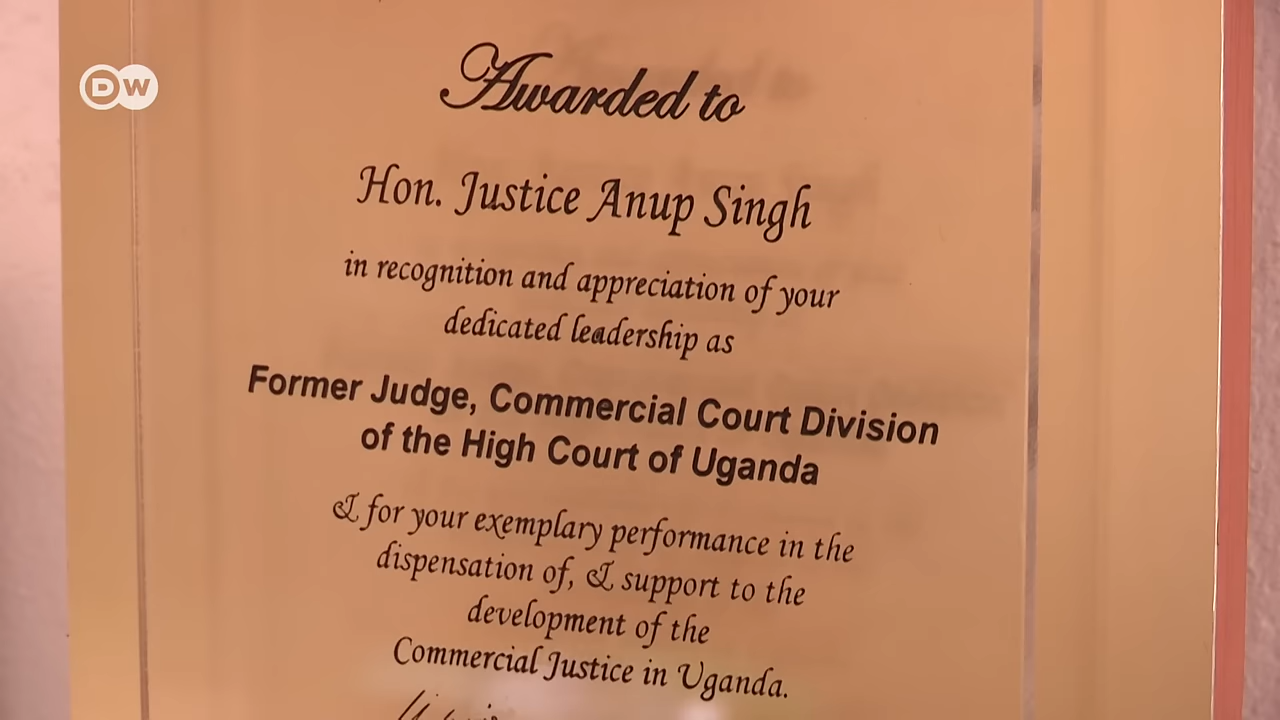 DW
Awarded to
Hon. Justice Anup Singh
in recognition and appreciation of your
dedicated leadership as
Former Judge, Commercial Court Division
of the High Court of Uganda
& for your exemplary performance in the
dispensation of, & support to the
development of the
Commercial Justice in Uganda.